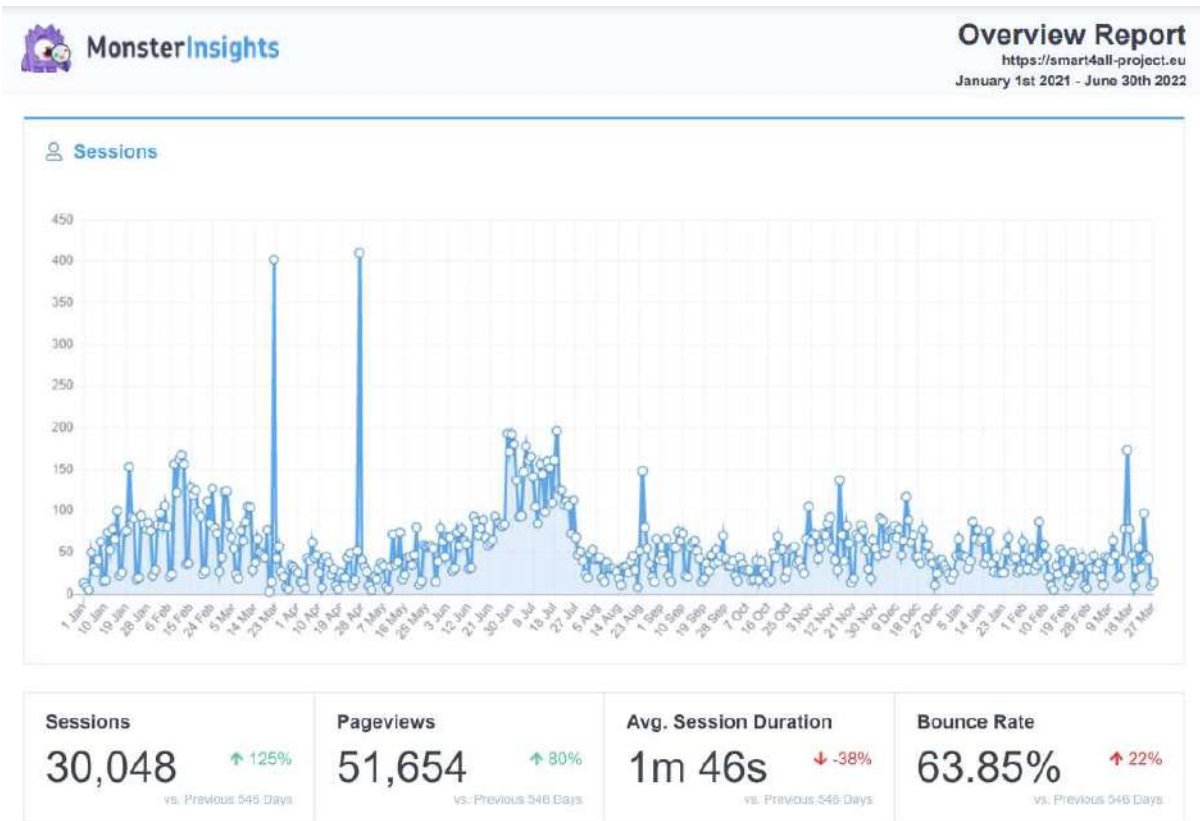 MonsterInsights
Overview Report
https://smart4all-project.eu
January 1st 2021 - June 30th 2022
Sessions
450
400
350
300
250
200
150
100
50
0
1 Jan
10 Jan
19 Jan
28 Jan
6 Feb
15 Feb
24 Feb
5 Mar
14 Mar
23 Mar
1 Apr
10 Apr
19 Apr
28 Apr
7 May
16 May
25 May
3 Jun
12 Jun
21 Jun
30 Jun
9 Jul
18 Jul
27 Jul
5 Aug
14 Aug
23 Aug
1 Sep
10 Sep
19 Sep
28 Sep
7 Oct
16 Oct
25 Oct
3 Nov
12 Nov
21 Nov
30 Nov
9 Dec
18 Dec
27 Dec
5 Jan
14 Jan
23 Jan
1 Feb
10 Feb
19 Feb
28 Feb
9 Mar
18 Mar
27 Mar
Sessions
30,048
125%
vs. Previous 546 Days
Pageviews
51,654
80%
vs. Previous 546 Days
Avg. Session Duration
1m 46s
-38%
vs. Previous 546 Days
Bounce Rate
63.85%
22%
vs. Previous 546 Days